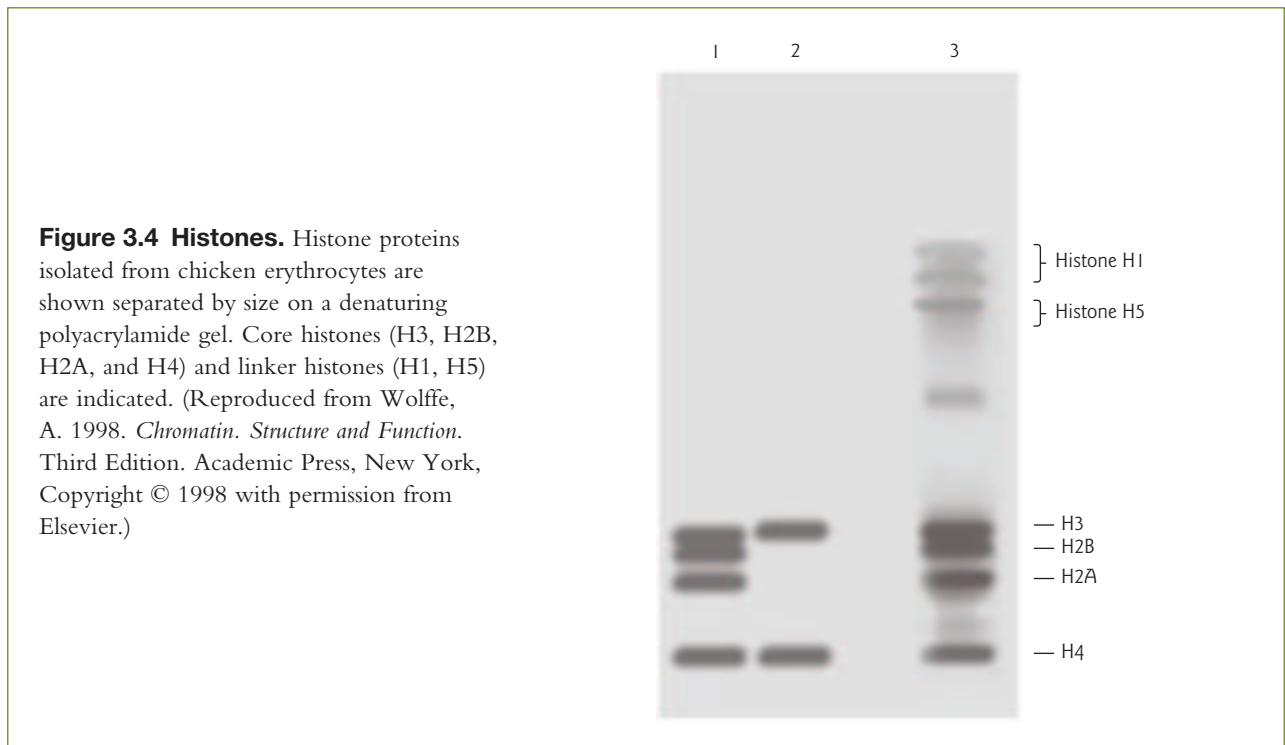 1 2 3
Figure 3.4 Histones. Histone proteins
isolated from chicken erythrocytes are
shown separated by size on a denaturing
polyacrylamide gel. Core histones (H3, H2B,
H2A, and H4) and linker histones (H1, H5)
are indicated. (Reproduced from Wolffe,
A. 1998. Chromatin. Structure and Function.
Third Edition. Academic Press, New York,
Copyright © 1998 with permission from
Elsevier.)
Histone H1
Histone H5
H3
H2B
H2A
H4